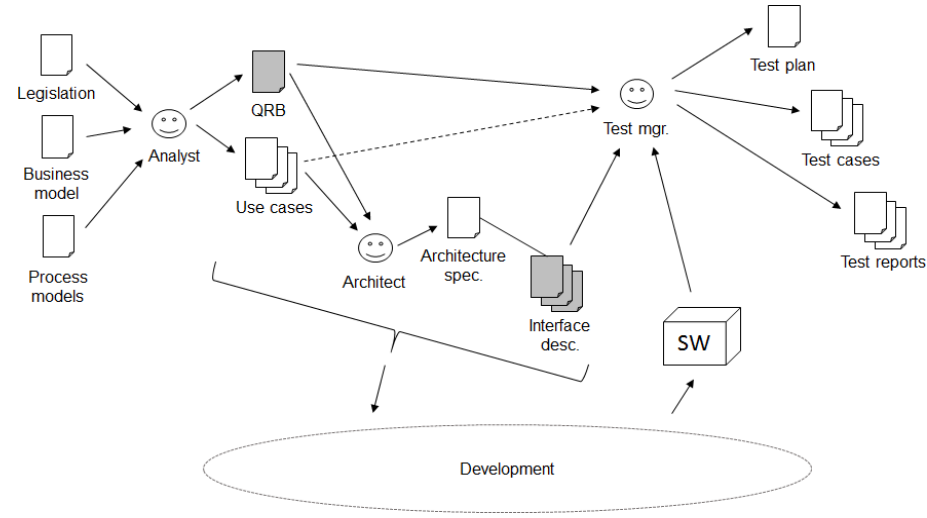 Legislation
Business
model
Process
models
Analyst
QRB
Use cases
Architect
Architecture
spec.
Interface
desc.
Test mgr.
Test plan
Test cases
Test reports
SW
Development